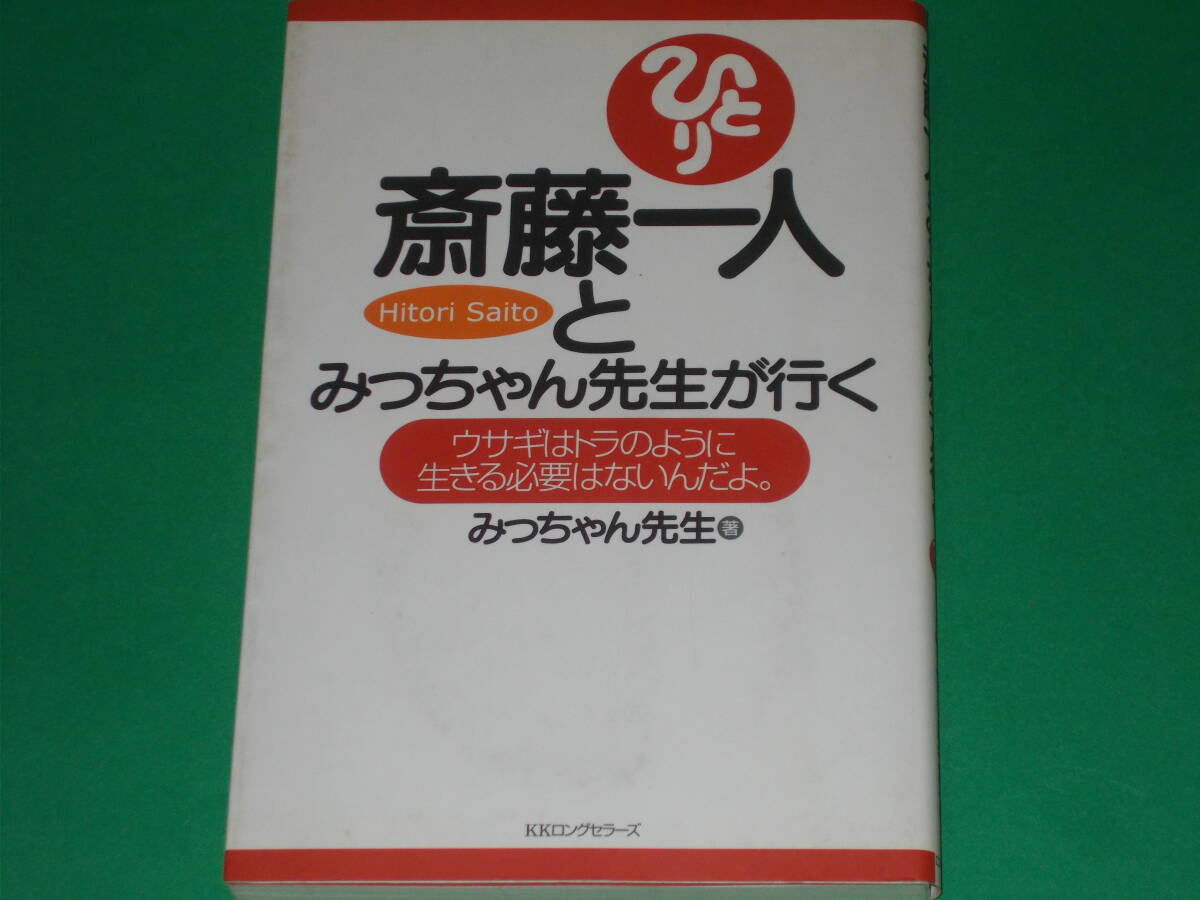 ひとり
斎藤一人
Hitori Saito
と
みっちゃん先生が行く
ウサギはトラのように
生きる必要はないんだよ。
みっちゃん先生 著
KKロングセラーズ